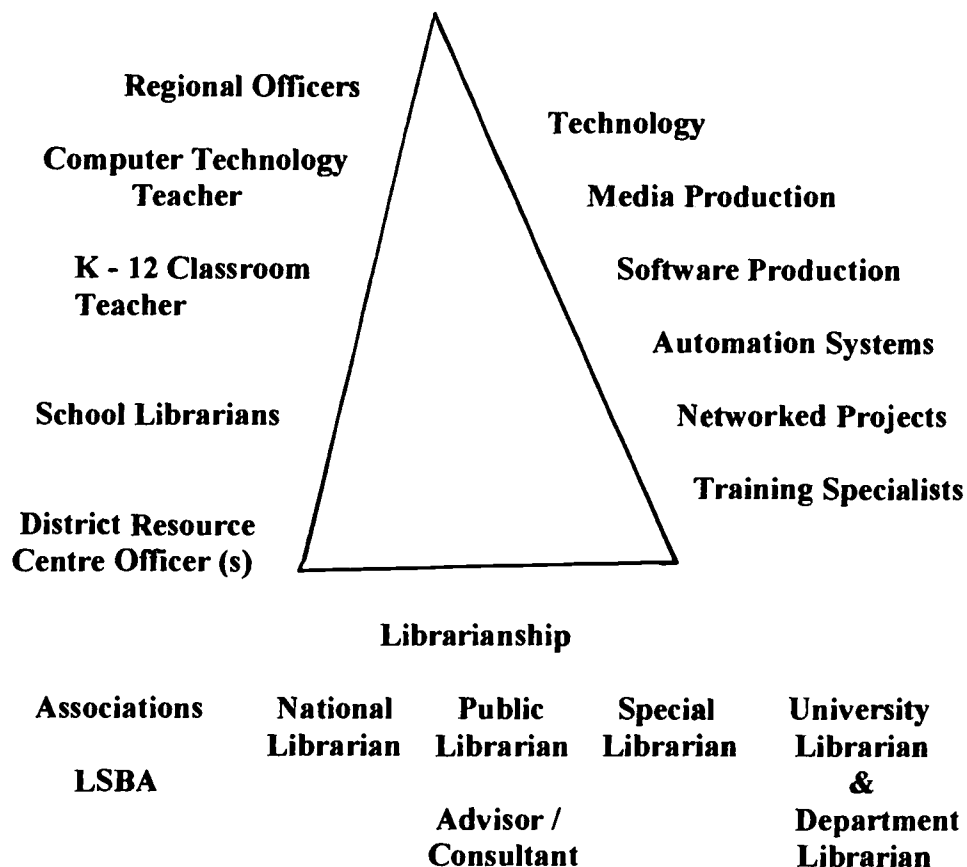 Regional Officers
Computer Technology
Teacher
K - 12 Classroom
Teacher
School Librarians
District Resource
Centre Officer (s)
Technology
Media Production
Software Production
Automation Systems
Networked Projects
Training Specialists
Librarianship
Associations
LSBA
National
Librarian
Public
Librarian
Advisor /
Consultant
Special
Librarian
University
Librarian
&
Department
Librarian